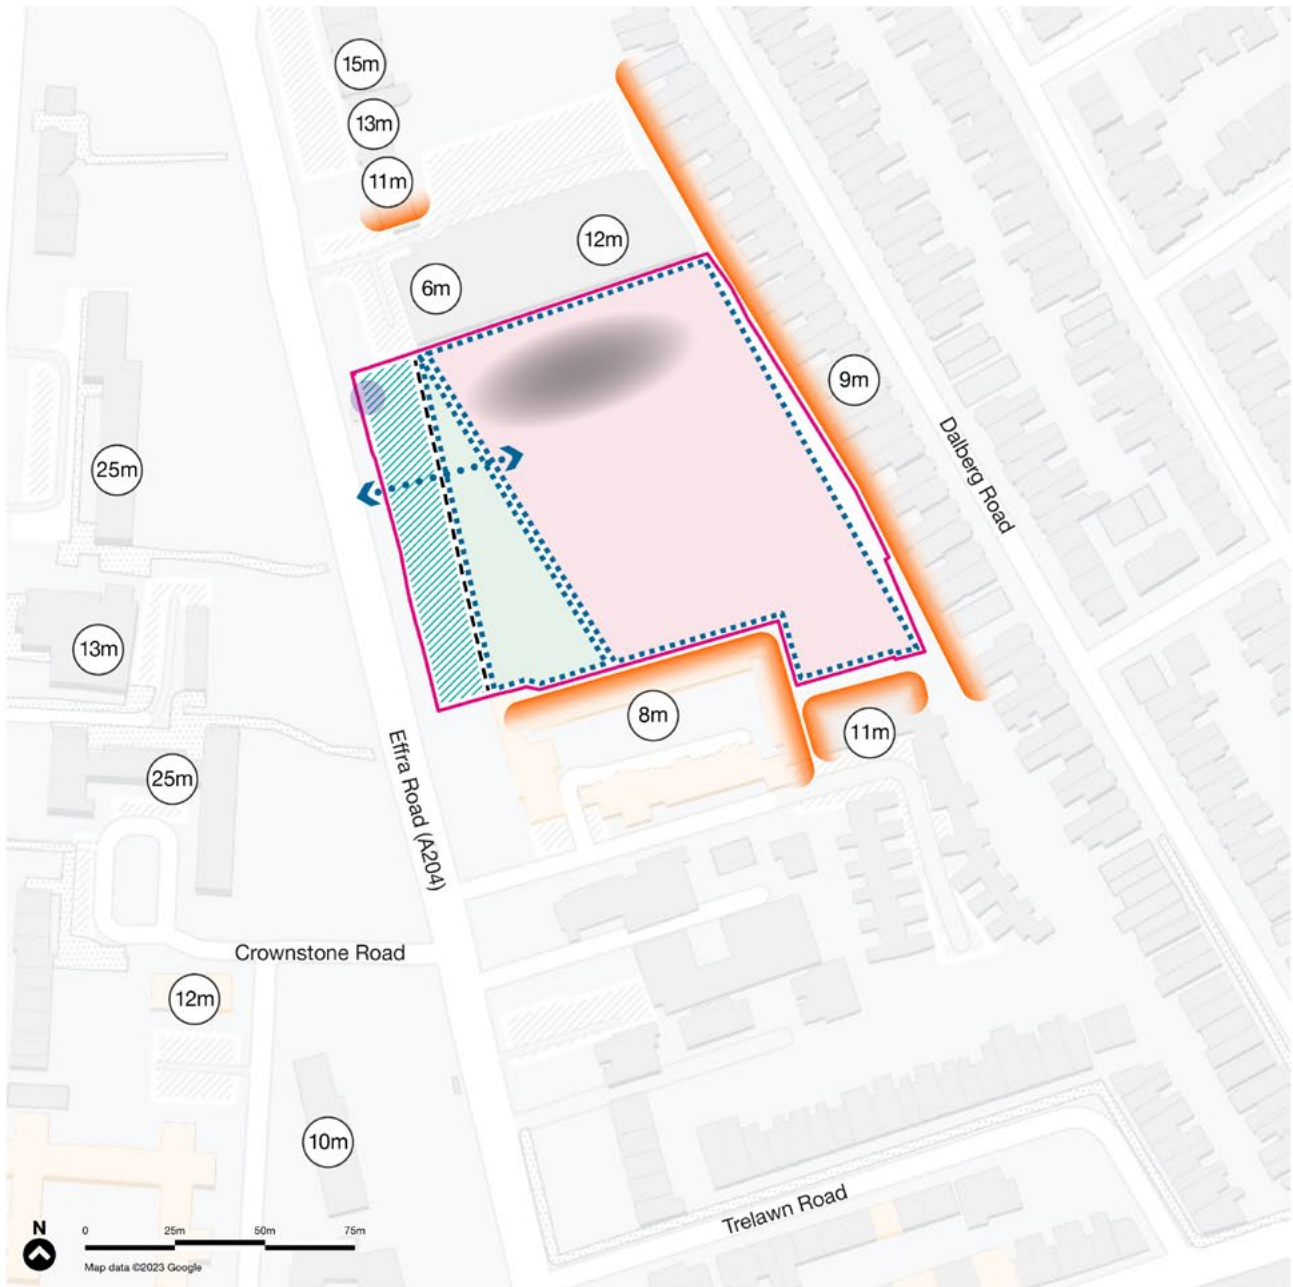 15m
13m
11m
12m
6m
9m
25m
Dalberg Road
13m
8m
11m
25m
Effra Road (A204)
Crownstone Road
12m
10m
Trelawn Road
N
0 25m 50m 75m
Map data ©2023 Google